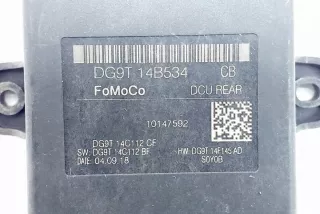 DG9T 14B534 CB
FoMoCo DCU REAR
10147592
DG9T 14C112 CF
SW: DG9T 14C112 BF HW: DG9T 14F145 AD
DATE: 04.09.18 S0Y0B